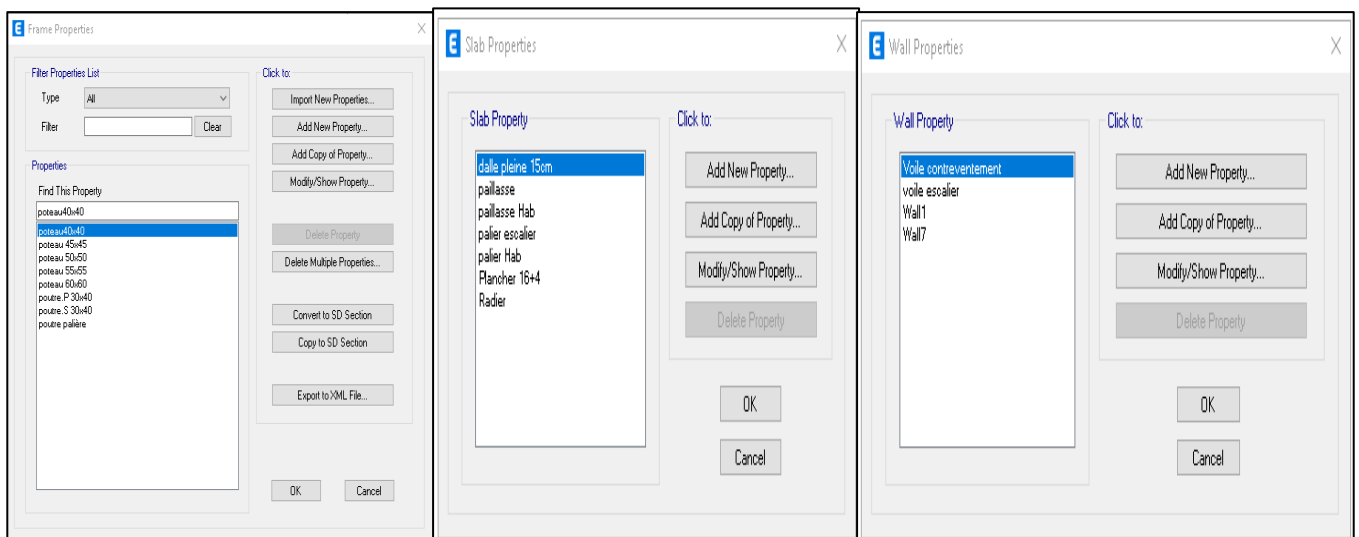 E Frame Properties
Filter Properties List
Type All
Filter Clear
Properties
Find This Property
poteau40x40
poteau40x40
poteau 45x45
poteau 50x50
poteau 55x55
poteau 60x60
poutre.P 30x40
poutre.S 30x40
poutre palière
Click to:
Import New Properties...
Add New Property...
Add Copy of Property...
Modify/Show Property...
Delete Property
Delete Multiple Properties...
Convert to SD Section
Copy to SD Section
Export to XML File...
OK Cancel
E Slab Properties
Slab Property
dalle pleine 15cm
paillasse
paillasse Hab
palier escalier
palier Hab
Plancher 16+4
Radier
Click to:
Add New Property...
Add Copy of Property...
Modify/Show Property...
Delete Property
OK
Cancel
E Wall Properties
Wall Property
Voile contreventement
voile escalier
Wall1
Wall7
Click to:
Add New Property...
Add Copy of Property...
Modify/Show Property...
Delete Property
OK
Cancel